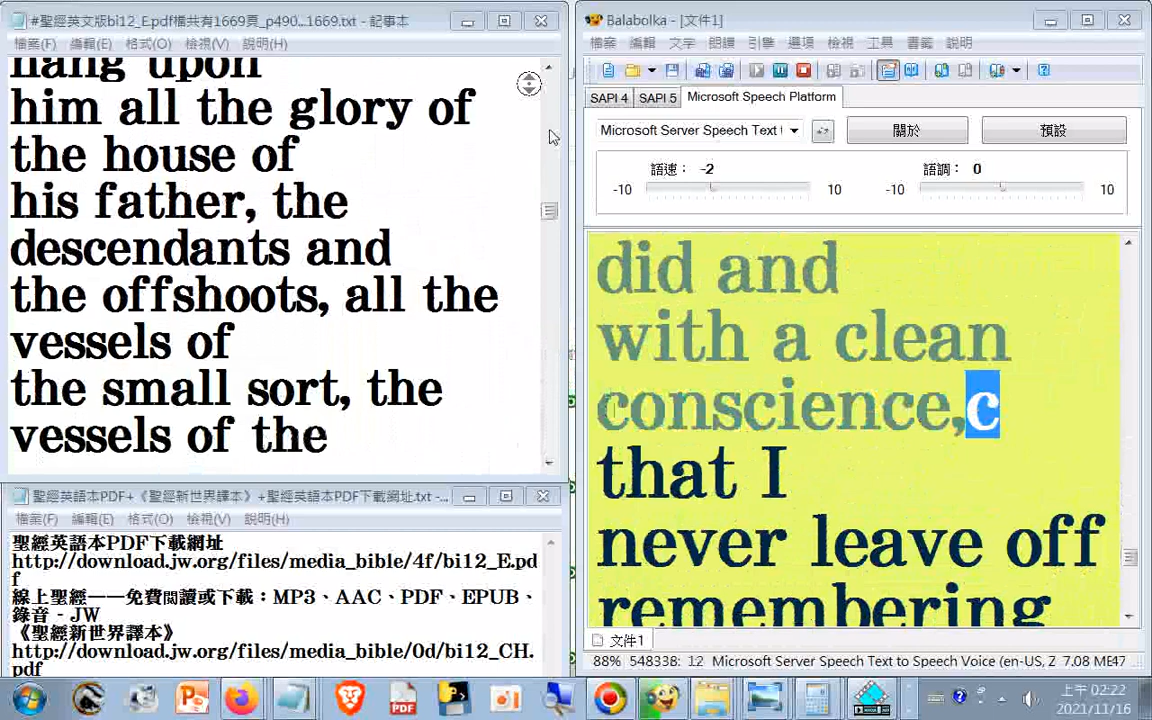 #聖經英文版bi12_E.pdf檔共有1669頁_p490...1669.txt - 記事本
檔案(F) 編輯(E) 格式(O) 檢視(V) 說明(H)
hang upon
him all the glory of
the house of
his father, the
descendants and
the offshoots, all the
vessels of
the small sort, the
vessels of the
聖經英語本PDF+《聖經新世界譯本》+聖經英語本PDF下載網址.txt -...
檔案(F) 編輯(E) 格式(O) 檢視(V) 說明(H)
聖經英語本PDF下載網址
http://download.jw.org/files/media_bible/4f/bi12_E.pd
f
線上聖經——免費閱讀或下載：MP3、AAC、PDF、EPUB、
錄音 - JW
《聖經新世界譯本》
http://download.jw.org/files/media_bible/0d/bi12_CH.
pdf
Balabolka - [文件1]
檔案 編輯 文字 朗讀 引擎 選項 檢視 工具 書籤 說明
SAPI 4 SAPI 5 Microsoft Speech Platform
Microsoft Server Speech Text 關於 預設
語速： -2 語調： 0
-10 10 -10 10
did and
with a clean
conscience,c
that I
never leave off
remembering
文件1
88% 548338: 12 Microsoft Server Speech Text to Speech Voice (en-US, Z 7.08 ME47
上午 02:22
2021/11/16